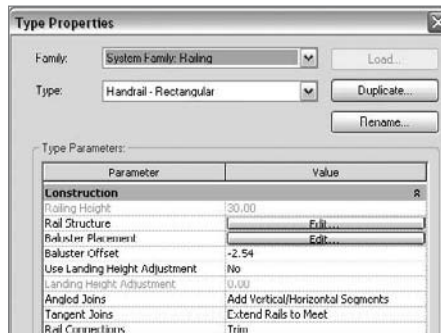 Type Properties
Family: System Family: Railing Load...
Type: Handrail - Rectangular Duplicate...
Rename...
Type Parameters:
Parameter Value
Construction
Railing Height 30.00
Rail Structure Edit...
Baluster Placement Edit...
Baluster Offset -2.54
Use Landing Height Adjustment No
Landing Height Adjustment 0.00
Angled Joins Add Vertical/Horizontal Segments
Tangent Joins Extend Rails to Meet
Rail Connections Trim